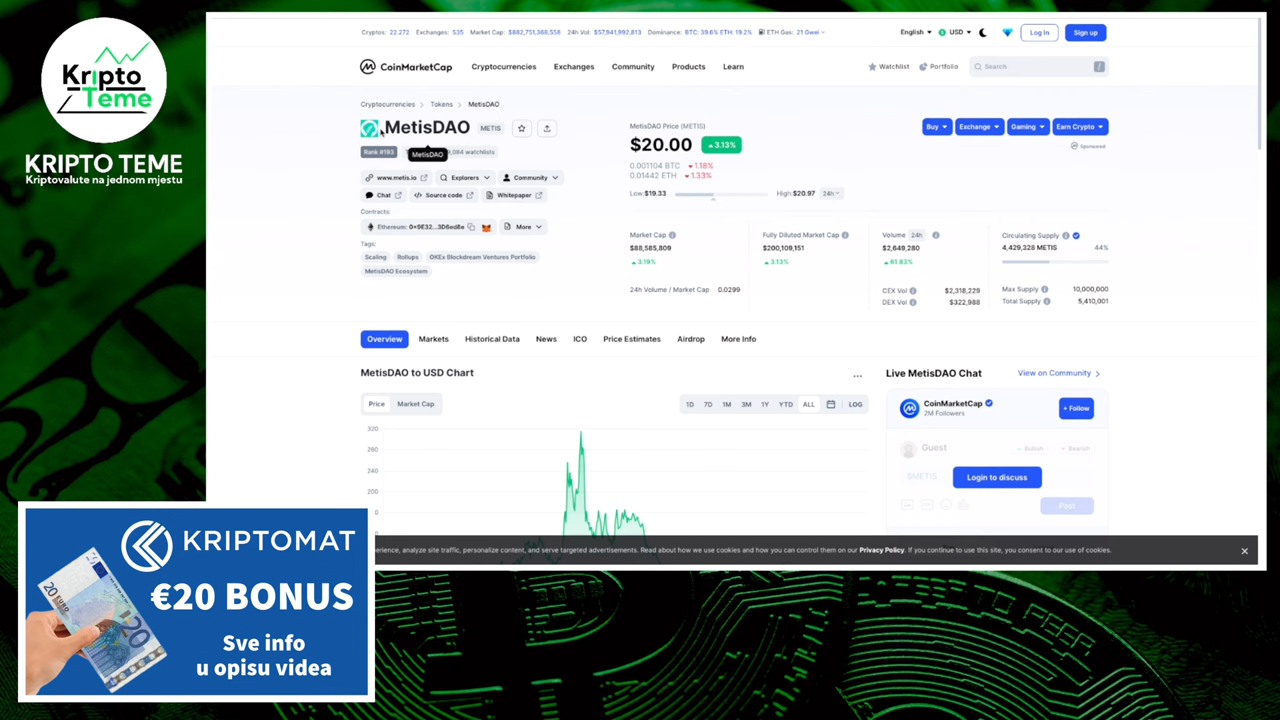 Kripto
Teme
KRIPTO TEME
Kriptovalute na jednom mjestu
Cryptos: 22.272 Exchanges: 535 Market Cap: $882,751,368,558 24h Vol: $57,941,992,813 Dominance: BTC: 39.6% ETH: 19.2% ETH Gas: 21 Gwei
English USD Log In Sign up
CoinMarketCap Cryptocurrencies Exchanges Community Products Learn
Watchlist Portfolio Search /
Cryptocurrencies > Tokens > MetisDAO
MetisDAO METIS
Rank #193
,084 watchlists
MetisDAO
www.metis.io Explorers Community
Chat Source code Whitepaper
Contracts:
Ethereum: 0x9E32...3D6ed8e More
Tags:
Scaling Rollups OKEx Blockdream Ventures Portfolio
MetisDAO Ecosystem
MetisDAO Price (METIS)
$20.00 3.13%
0.001104 BTC 1.18%
0.01442 ETH 1.33%
Low: $19.33 High: $20.97 24h
Buy Exchange Gaming Earn Crypto
Sponsored
Market Cap
$88,585,809
3.19%
Fully Diluted Market Cap
$200,109,151
3.13%
Volume 24h
$2,649,280
61.83%
Circulating Supply
4,429,328 METIS 44%
24h Volume / Market Cap 0.0299
CEX Vol $2,318,229
DEX Vol $322,988
Max Supply 10,000,000
Total Supply 5,410,001
Overview Markets Historical Data News ICO Price Estimates Airdrop More Info
MetisDAO to USD Chart
...
Price Market Cap
1D 7D 1M 3M 1Y YTD ALL LOG
320
280
240
200
Live MetisDAO Chat View on Community >
CoinMarketCap
2M Followers
+ Follow
Guest Bullish Bearish
$METIS
Login to discuss
Post
erience, analyze site traffic, personalize content, and serve targeted advertisements. Read about how we use cookies and how you can control them on our Privacy Policy. If you continue to use this site, you consent to our use of cookies.
KRIPTOMAT
€20 BONUS
Sve info
u opisu videa
20 EURO
20